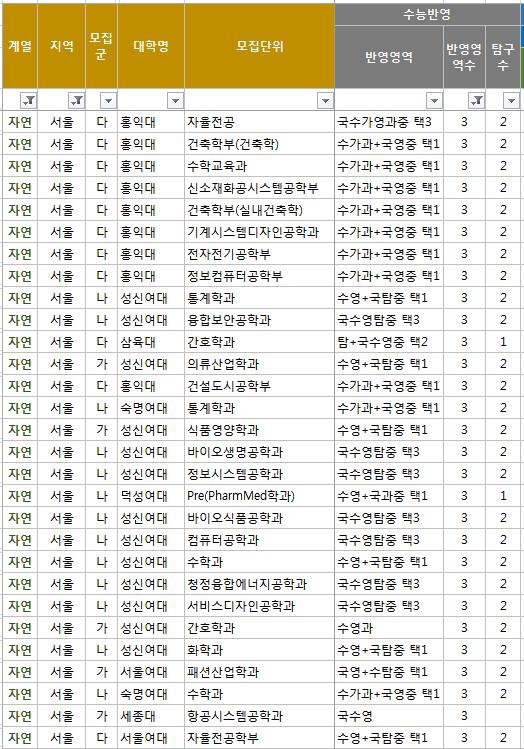 수능반영
계열 지역 모집군 대학명 모집단위 반영영역 반영영역수 탐구수
자연 서울 다 홍익대 자율전공 국수가영과중 택3 3 2
자연 서울 다 홍익대 건축학부(건축학) 수가과+국영중 택1 3 2
자연 서울 다 홍익대 수학교육과 수가과+국영중 택1 3 2
자연 서울 다 홍익대 신소재화공시스템공학부 수가과+국영중 택1 3 2
자연 서울 다 홍익대 건축학부(실내건축학) 수가과+국영중 택1 3 2
자연 서울 다 홍익대 기계시스템디자인공학과 수가과+국영중 택1 3 2
자연 서울 다 홍익대 전자전기공학부 수가과+국영중 택1 3 2
자연 서울 다 홍익대 정보컴퓨터공학부 수가과+국영중 택1 3 2
자연 서울 나 성신여대 통계학과 수영+국탐중 택1 3 2
자연 서울 나 성신여대 융합보안공학과 국수영탐중 택3 3 2
자연 서울 다 삼육대 간호학과 탐+국수영중 택2 3 1
자연 서울 가 성신여대 의류산업학과 수영+국탐중 택1 3 2
자연 서울 다 홍익대 건설도시공학부 수가과+국영중 택1 3 2
자연 서울 나 숙명여대 통계학과 수가과+국영중 택1 3 2
자연 서울 가 성신여대 식품영양학과 수영+국탐중 택1 3 2
자연 서울 나 성신여대 바이오생명공학과 국수영탐중 택3 3 2
자연 서울 나 성신여대 정보시스템공학과 국수영탐중 택3 3 2
자연 서울 나 덕성여대 Pre(PharmMed학과) 수영+국과중 택1 3 1
자연 서울 나 성신여대 바이오식품공학과 국수영탐중 택3 3 2
자연 서울 나 성신여대 컴퓨터공학과 국수영탐중 택3 3 2
자연 서울 나 성신여대 수학과 수영+국탐중 택1 3 2
자연 서울 나 성신여대 청정융합에너지공학과 국수영탐중 택3 3 2
자연 서울 나 성신여대 서비스디자인공학과 국수영탐중 택3 3 2
자연 서울 가 성신여대 간호학과 수영과 3 2
자연 서울 나 성신여대 화학과 수영+국탐중 택1 3 2
자연 서울 가 서울여대 패션산업학과 국영+수탐중 택1 3 2
자연 서울 나 숙명여대 수학과 수가과+국영중 택1 3 2
자연 서울 가 세종대 항공시스템공학과 국수영 3
자연 서울 다 서울여대 자율전공학부 수영+국탐중 택1 3 2